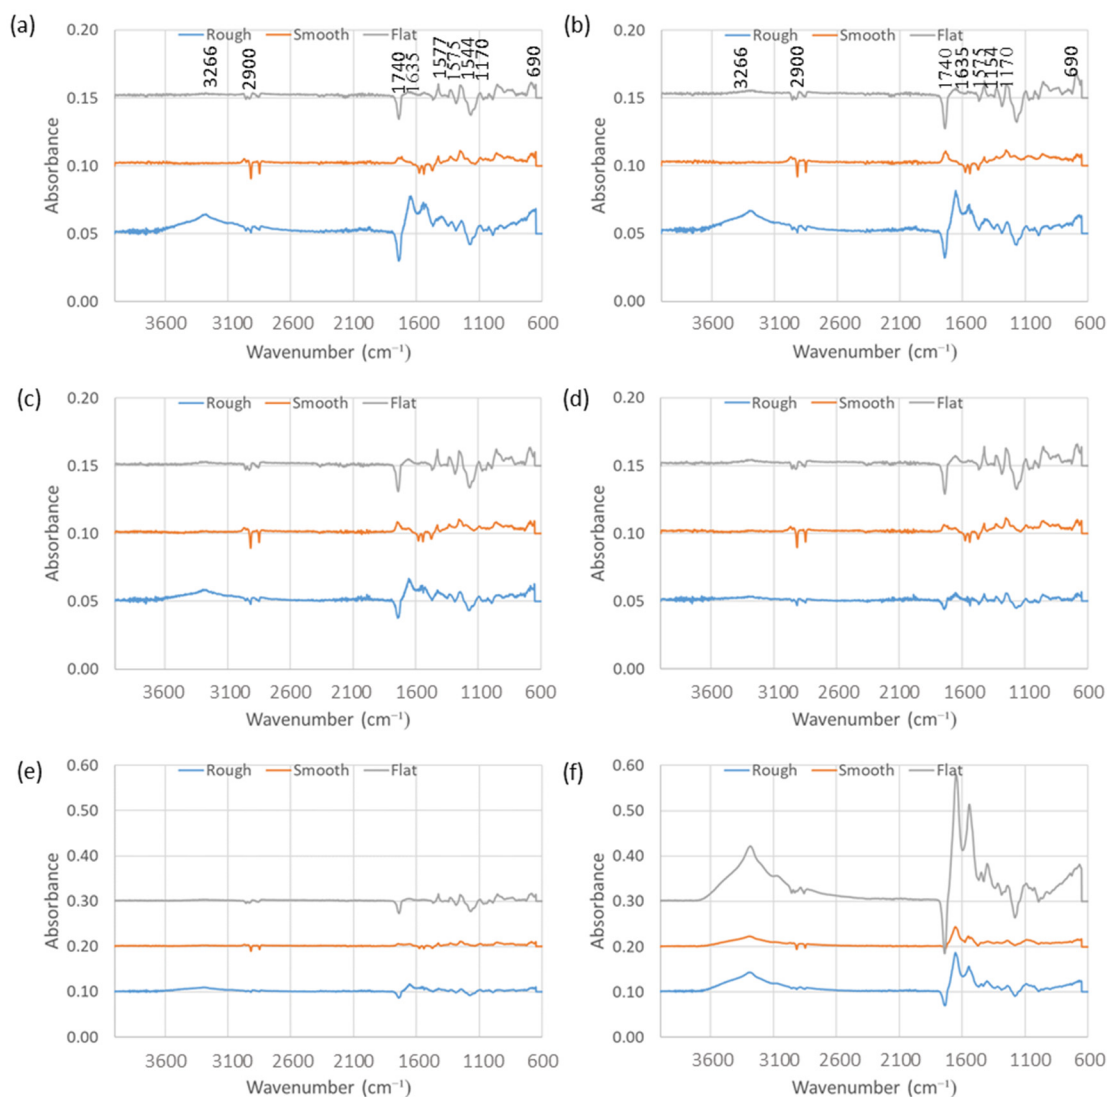 (a)
0.20
Rough Smooth Flat
3266
2900
1740
1635
1577
1575
1544
1170
690
0.15
0.10
0.05
0.00
Absorbance
3600 3100 2600 2100 1600 1100 600
Wavenumber (cm⁻¹)
(b)
0.20
Rough Smooth Flat
3266
2900
1740
1635
1575
1154
1170
690
0.15
0.10
0.05
0.00
Absorbance
3600 3100 2600 2100 1600 1100 600
Wavenumber (cm⁻¹)
(c)
0.20
Rough Smooth Flat
0.15
0.10
0.05
0.00
Absorbance
3600 3100 2600 2100 1600 1100 600
Wavenumber (cm⁻¹)
(d)
0.20
Rough Smooth Flat
0.15
0.10
0.05
0.00
Absorbance
3600 3100 2600 2100 1600 1100 600
Wavenumber (cm⁻¹)
(e)
0.60
Rough Smooth Flat
0.50
0.40
0.30
0.20
0.10
0.00
Absorbance
3600 3100 2600 2100 1600 1100 600
Wavenumber (cm⁻¹)
(f)
0.60
Rough Smooth Flat
0.50
0.40
0.30
0.20
0.10
0.00
Absorbance
3600 3100 2600 2100 1600 1100 600
Wavenumber (cm⁻¹)